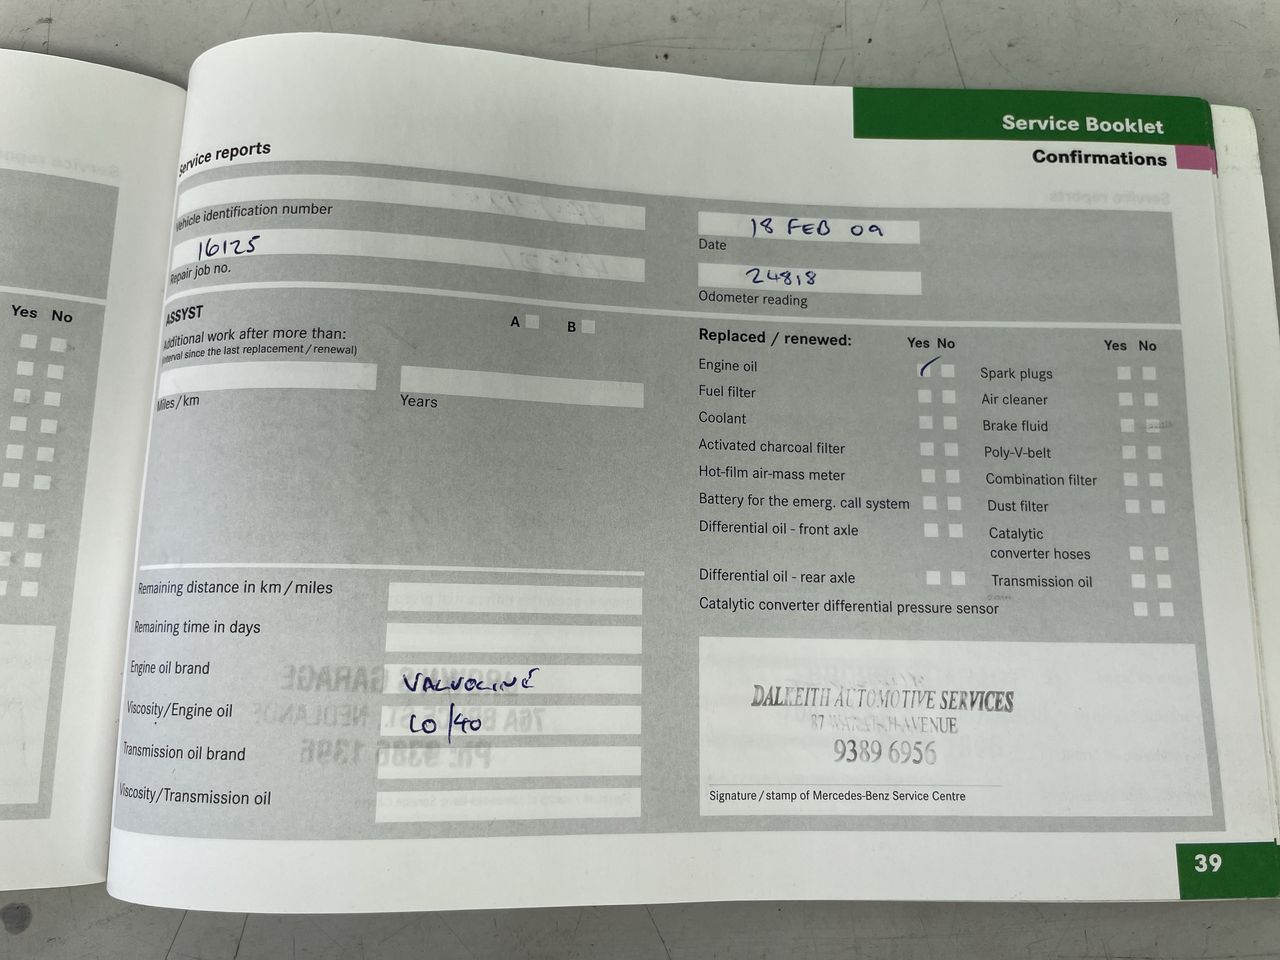 Service Booklet
Confirmations
Service reports
Vehicle identification number
16125
Repair job no.
18 FEB 09
Date
24818
Odometer reading
ASSYST
A B
Additional work after more than:
(interval since the last replacement / renewal)
Miles / km
Years
Replaced / renewed:
Yes No
Engine oil
Fuel filter
Coolant
Activated charcoal filter
Hot-film air-mass meter
Battery for the emerg. call system
Differential oil - front axle
Differential oil - rear axle
Catalytic converter differential pressure sensor
Yes No
Spark plugs
Air cleaner
Brake fluid
Poly-V-belt
Combination filter
Dust filter
Catalytic
converter hoses
Transmission oil
Remaining distance in km / miles
Remaining time in days
Engine oil brand
VALVOLINE
Viscosity/Engine oil
10/40
Transmission oil brand
Viscosity/Transmission oil
DALKEITH AUTOMOTIVE SERVICES
87 AVENUE
9389 6956
Signature / stamp of Mercedes-Benz Service Centre
39
Yes No